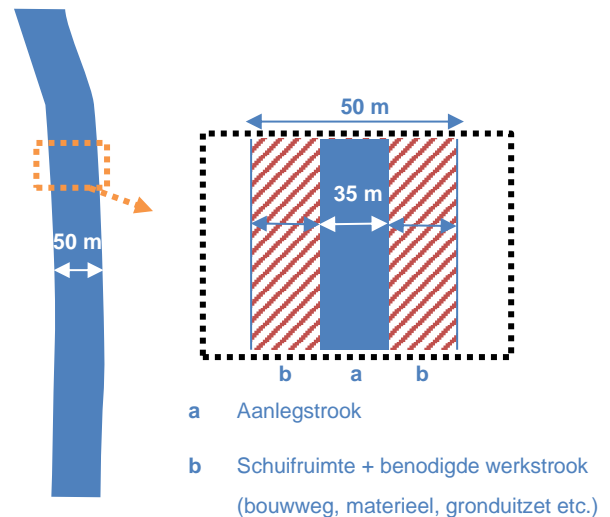 50 m
50 m
35 m
b a b
a Aanlegstrook
b Schuifruimte + benodigde werkstrook
(bouwweg, materieel, gronduitzet etc.)